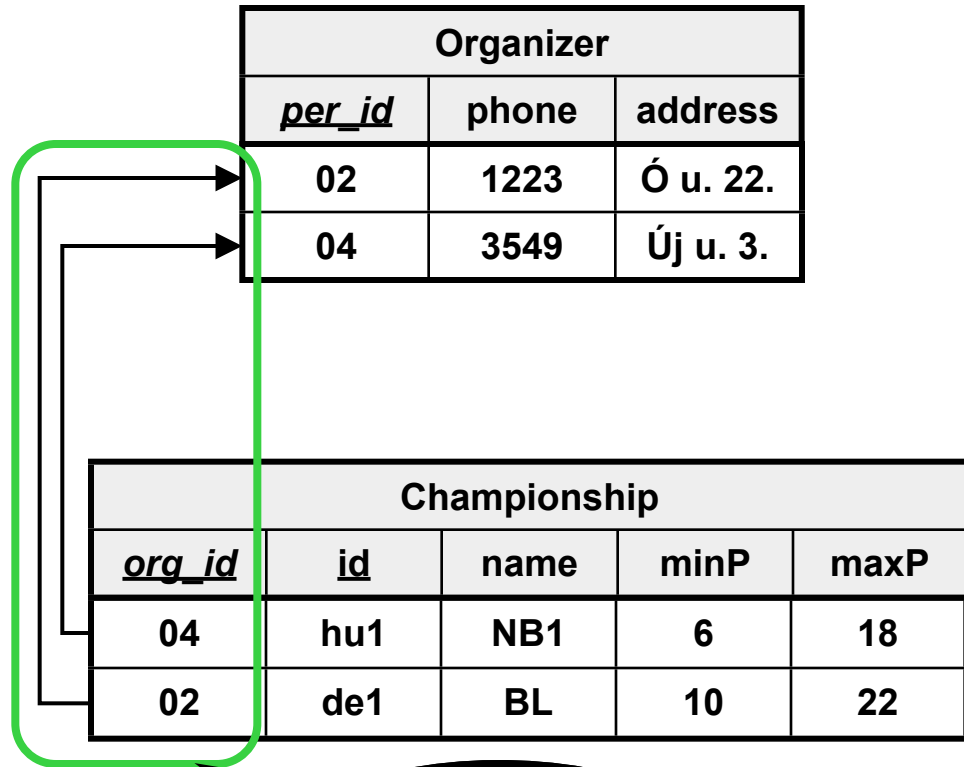 Organizer
per_id phone address
02 1223 Ó u. 22.
04 3549 Új u. 3.
Championship
org_id id name minP maxP
04 hu1 NB1 6 18
02 de1 BL 10 22